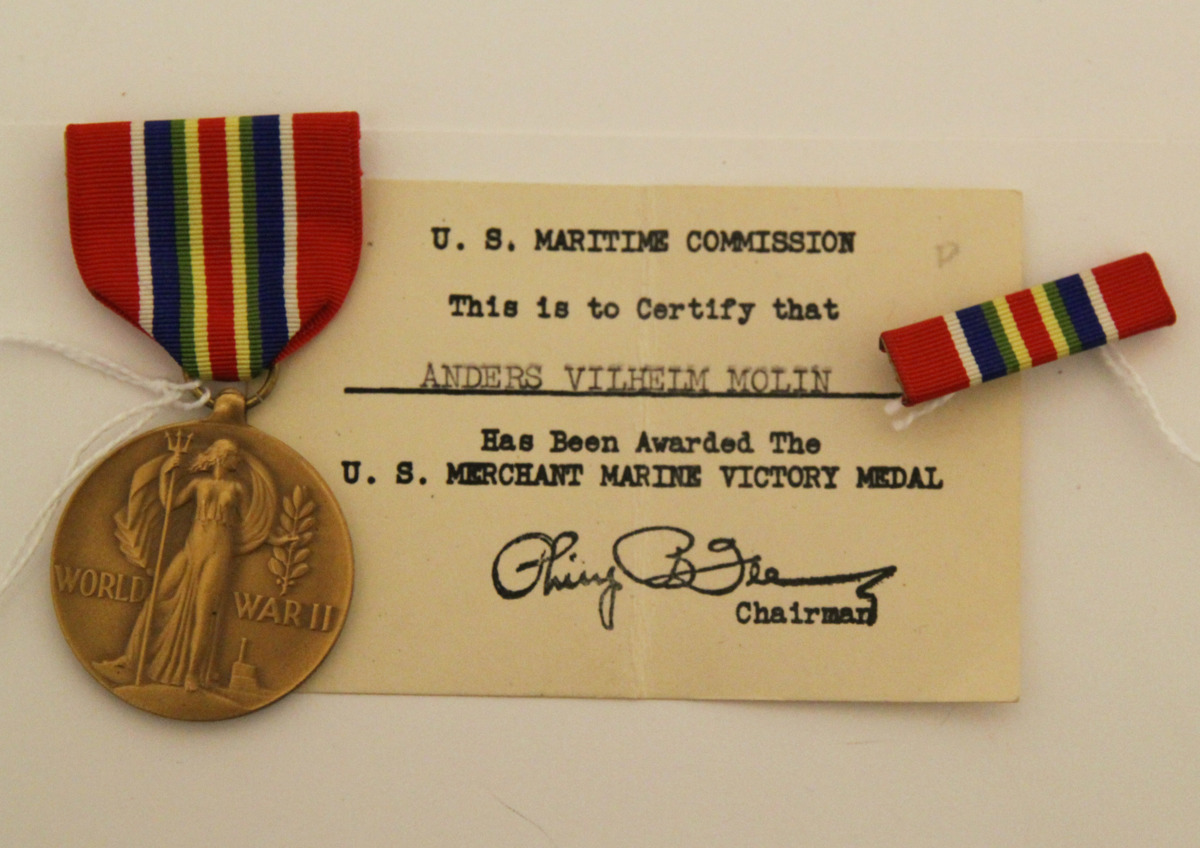 U. S. MARITIME COMMISSION
This is to Certify that
ANDERS VILHELM MOLIN
Has Been Awarded The
U. S. MERCHANT MARINE VICTORY MEDAL
Chairman
WORLD WAR II